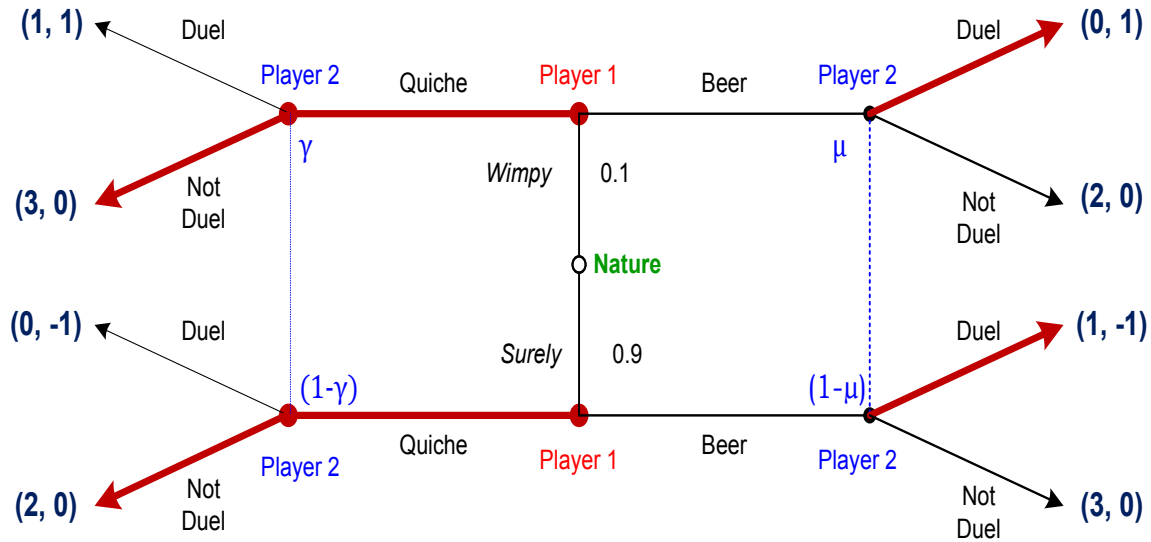 (1, 1)
Duel
Player 2
Quiche
Player 1
Beer
Player 2
Duel
(0, 1)
γ
μ
Wimpy
0.1
(3, 0)
Not
Duel
Not
Duel
(2, 0)
Nature
(0, -1)
Duel
Surely
0.9
Duel
(1, -1)
(1-γ)
(1-μ)
Player 2
Quiche
Player 1
Beer
Player 2
(2, 0)
Not
Duel
Not
Duel
(3, 0)